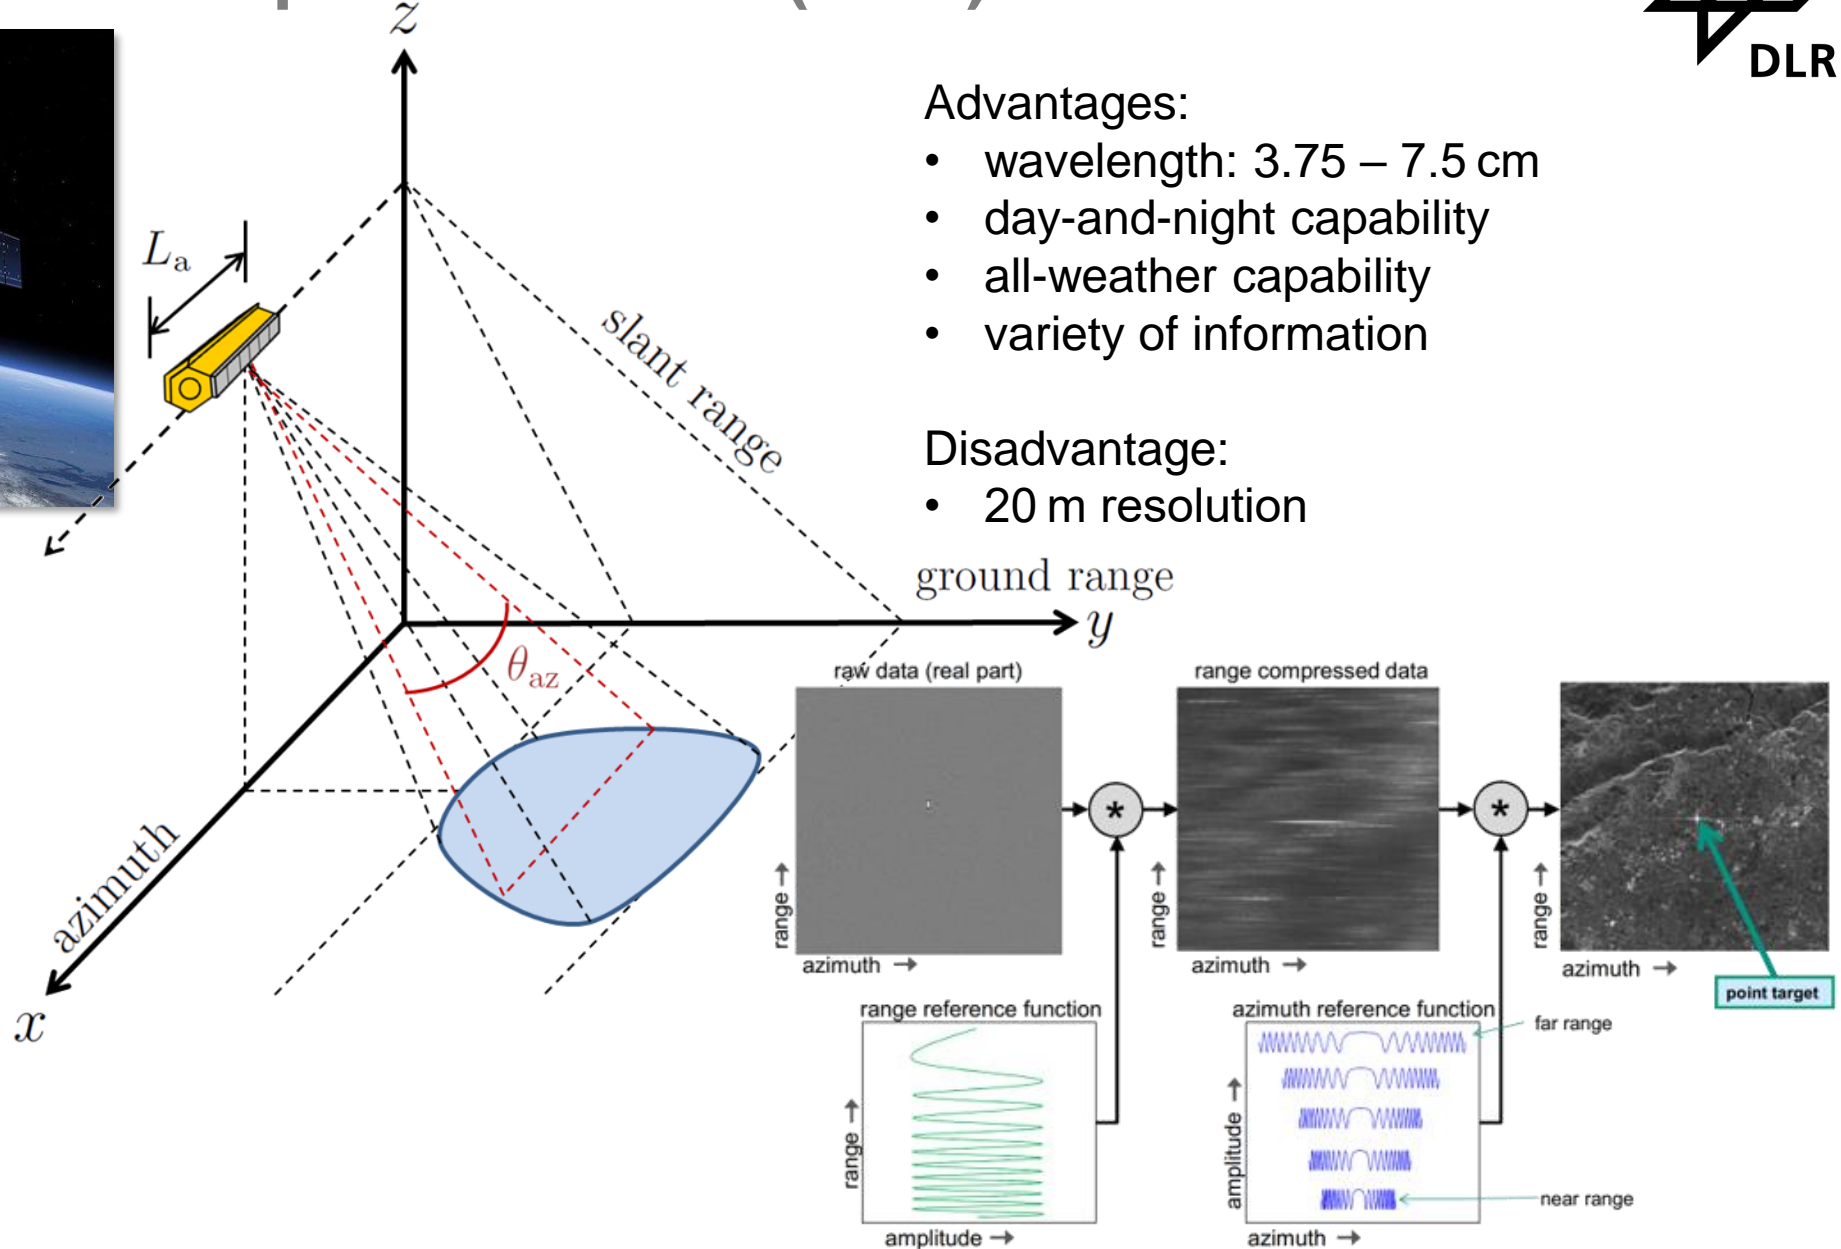 DLR
z
Advantages:
• wavelength: 3.75 – 7.5 cm
• day-and-night capability
• all-weather capability
• variety of information
Disadvantage:
• 20 m resolution
La
slant range
ground range
y
θaz
azimuth
x
raw data (real part)
range compressed data
*
*
range →
azimuth →
range →
azimuth →
range →
azimuth →
point target
range reference function
range →
amplitude →
azimuth reference function
amplitude →
azimuth →
far range
near range